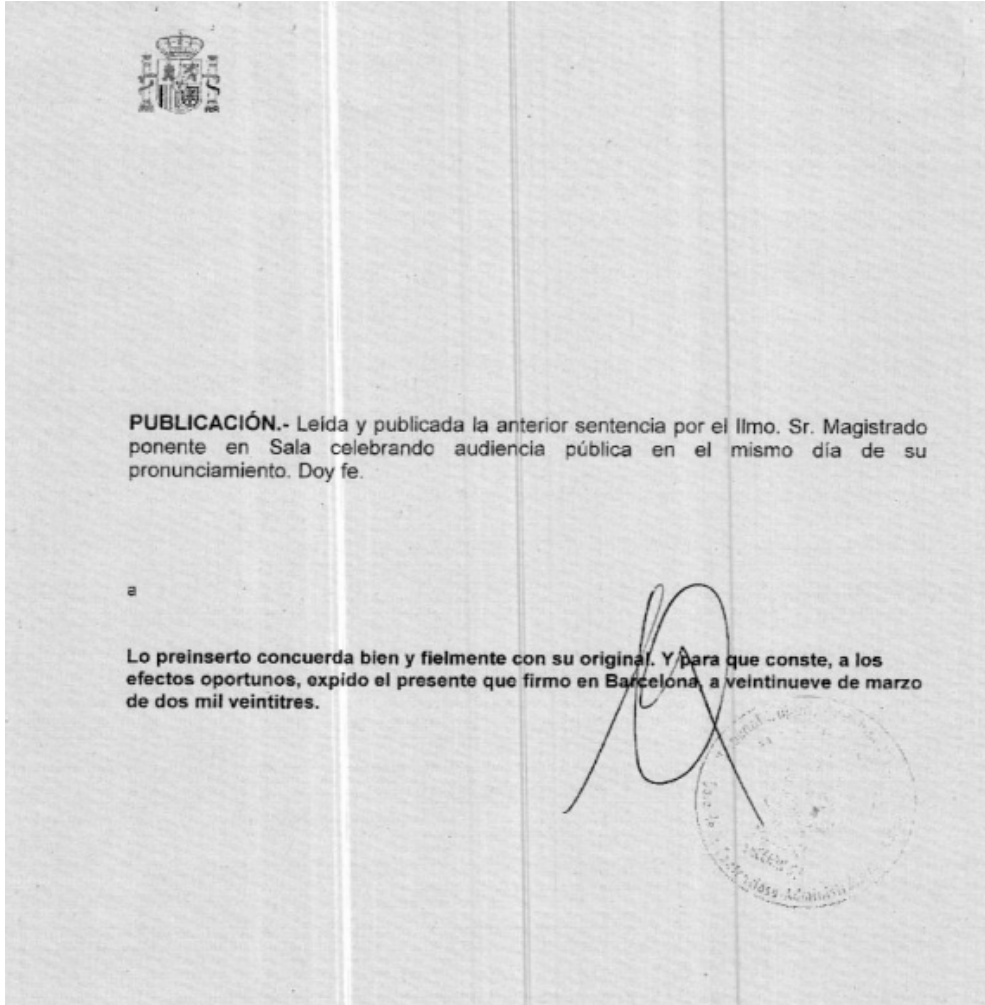 PUBLICACIÓN.- Leída y publicada la anterior sentencia por el Ilmo. Sr. Magistrado
ponente en Sala celebrando audiencia pública en el mismo día de su
pronunciamiento. Doy fe.
a
Lo preinserto concuerda bien y fielmente con su original. Y para que conste, a los
efectos oportunos, expido el presente que firmo en Barcelona, a veintinueve de marzo
de dos mil veintitres.